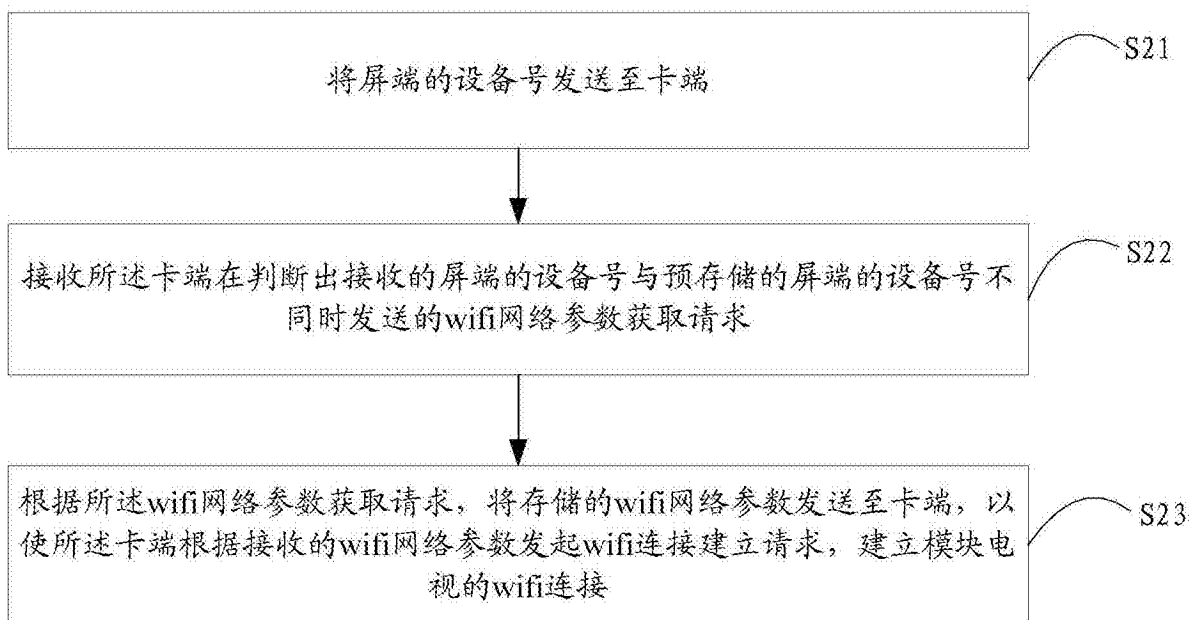 将屏端的设备号发送至卡端
S21
接收所述卡端在判断出接收的屏端的设备号与预存储的屏端的设备号不
同时发送的wifi网络参数获取请求
S22
根据所述wifi网络参数获取请求，将存储的wifi网络参数发送至卡端，以
使所述卡端根据接收的wifi网络参数发起wifi连接建立请求，建立模块电
视的wifi连接
S23